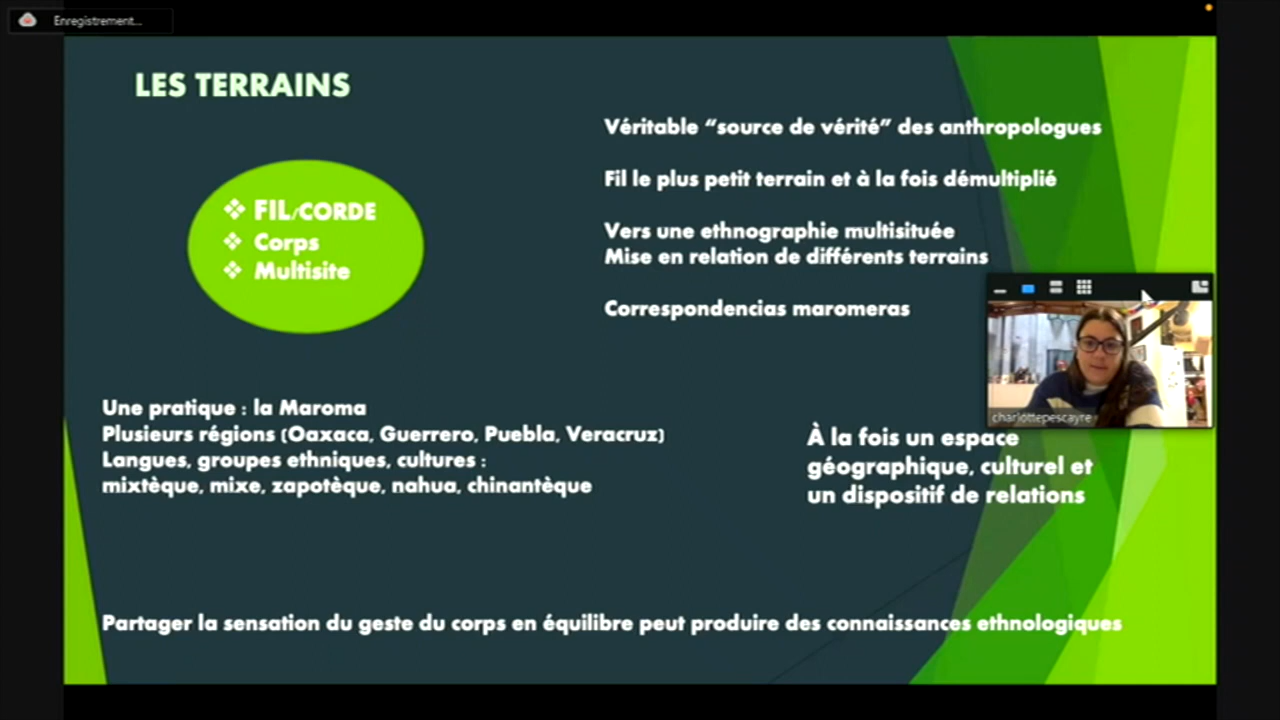 Enregistrement...
LES TERRAINS
Véritable “source de vérité” des anthropologues
Fil le plus petit terrain et à la fois démultiplié
Vers une ethnographie multisituée
Mise en relation de différents terrains
Correspondencias maromeras
FIL/CORDE
Corps
Multisite
charlottepescayre
Une pratique : la Maroma
Plusieurs régions (Oaxaca, Guerrero, Puebla, Veracruz)
Langues, groupes ethniques, cultures :
mixtèque, mixe, zapotèque, nahua, chinantèque
À la fois un espace
géographique, culturel et
un dispositif de relations
Partager la sensation du geste du corps en équilibre peut produire des connaissances ethnologiques